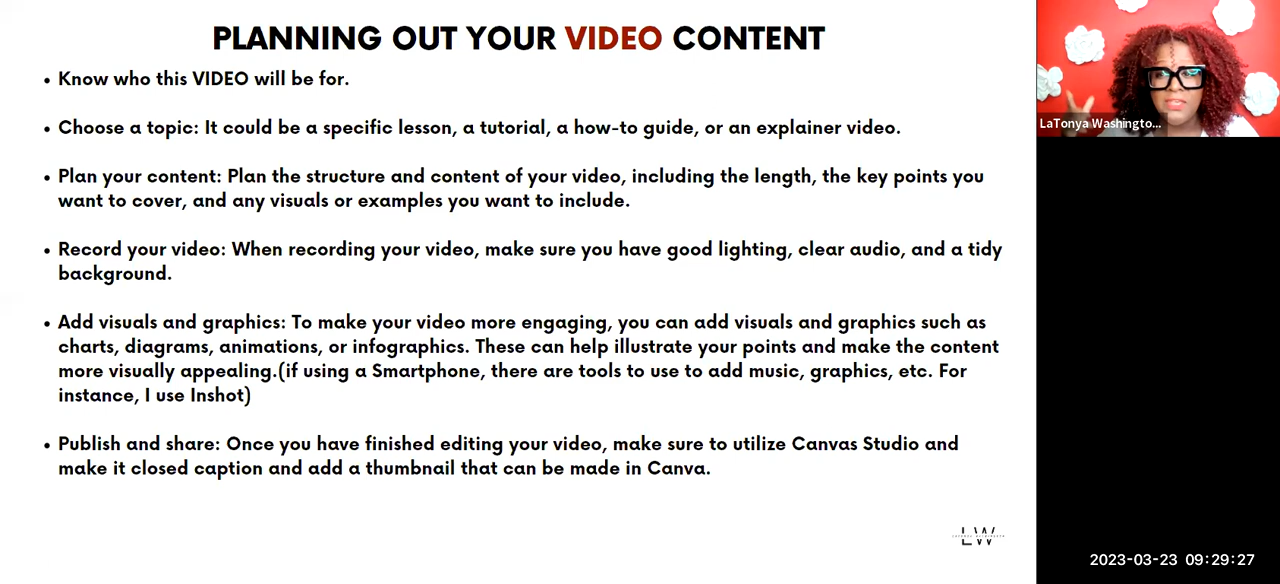 PLANNING OUT YOUR VIDEO CONTENT
• Know who this VIDEO will be for.
• Choose a topic: It could be a specific lesson, a tutorial, a how-to guide, or an explainer video.
• Plan your content: Plan the structure and content of your video, including the length, the key points you
want to cover, and any visuals or examples you want to include.
• Record your video: When recording your video, make sure you have good lighting, clear audio, and a tidy
background.
• Add visuals and graphics: To make your video more engaging, you can add visuals and graphics such as
charts, diagrams, animations, or infographics. These can help illustrate your points and make the content
more visually appealing.(if using a Smartphone, there are tools to use to add music, graphics, etc. For
instance, I use Inshot)
• Publish and share: Once you have finished editing your video, make sure to utilize Canvas Studio and
make it closed caption and add a thumbnail that can be made in Canva.
LW
LaTonya Washingto...
2023-03-23 09:29:27